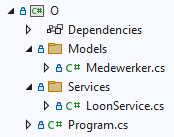 C# O
Dependencies
Models
C# Medewerker.cs
Services
C# LoonService.cs
C# Program.cs